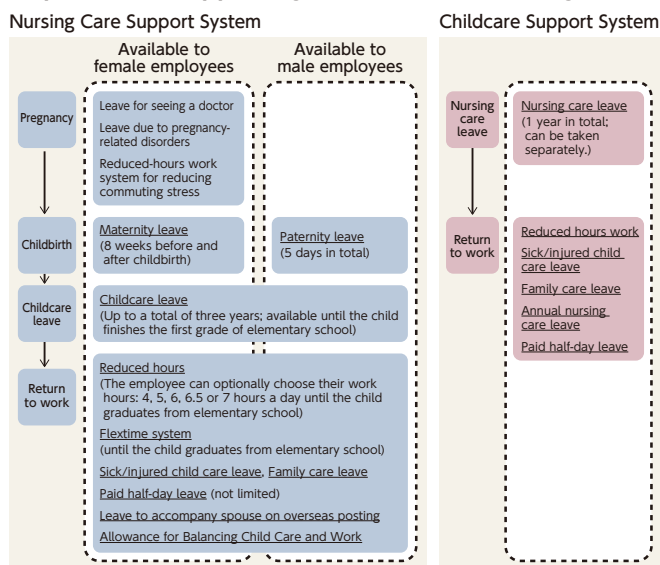 Nursing Care Support System
Available to
female employees
Available to
male employees
Pregnancy
Leave for seeing a doctor
Leave due to pregnancy-
related disorders
Reduced-hours work
system for reducing
commuting stress
Childbirth
Maternity leave
(8 weeks before and
after childbirth)
Paternity leave
(5 days in total)
Childcare
leave
Childcare leave
(Up to a total of three years; available until the child
finishes the first grade of elementary school)
Return
to work
Reduced hours
(The employee can optionally choose their work
hours: 4, 5, 6, 6.5 or 7 hours a day until the child
graduates from elementary school)
Flextime system
(until the child graduates from elementary school)
Sick/injured child care leave, Family care leave
Paid half-day leave (not limited)
Leave to accompany spouse on overseas posting
Allowance for Balancing Child Care and Work
Childcare Support System
Nursing
care
leave
Nursing care leave
(1 year in total;
can be taken
separately.)
Return
to work
Reduced hours work
Sick/injured child
care leave
Family care leave
Annual nursing
care leave
Paid half-day leave